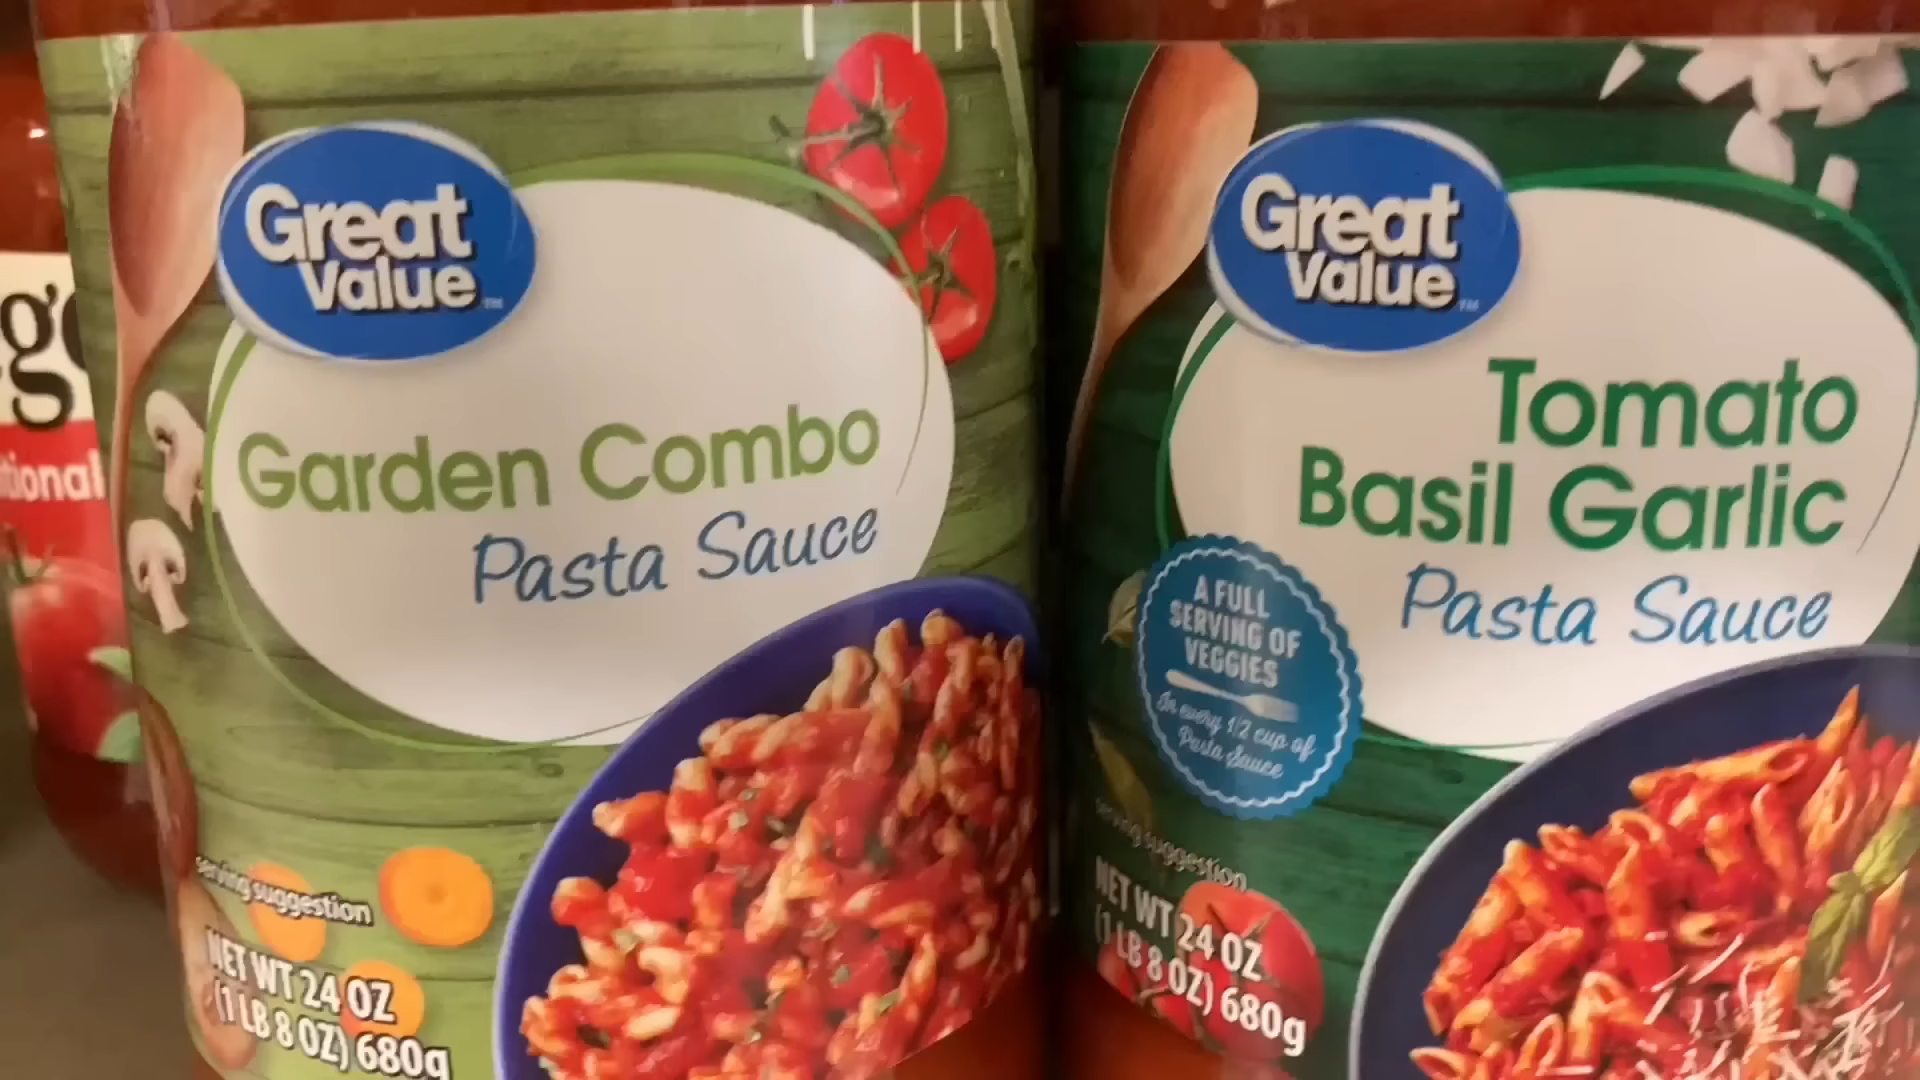 Great
Value
Garden Combo
Pasta Sauce
serving suggestion
NET WT 24 OZ
(1 LB 8 OZ) 680g
Great
Value
Tomato
Basil Garlic
Pasta Sauce
A FULL
SERVING OF
VEGGIES
In every 1/2 cup of
Pasta Sauce
serving suggestion
NET WT 24 OZ
(1 LB 8 OZ) 680g